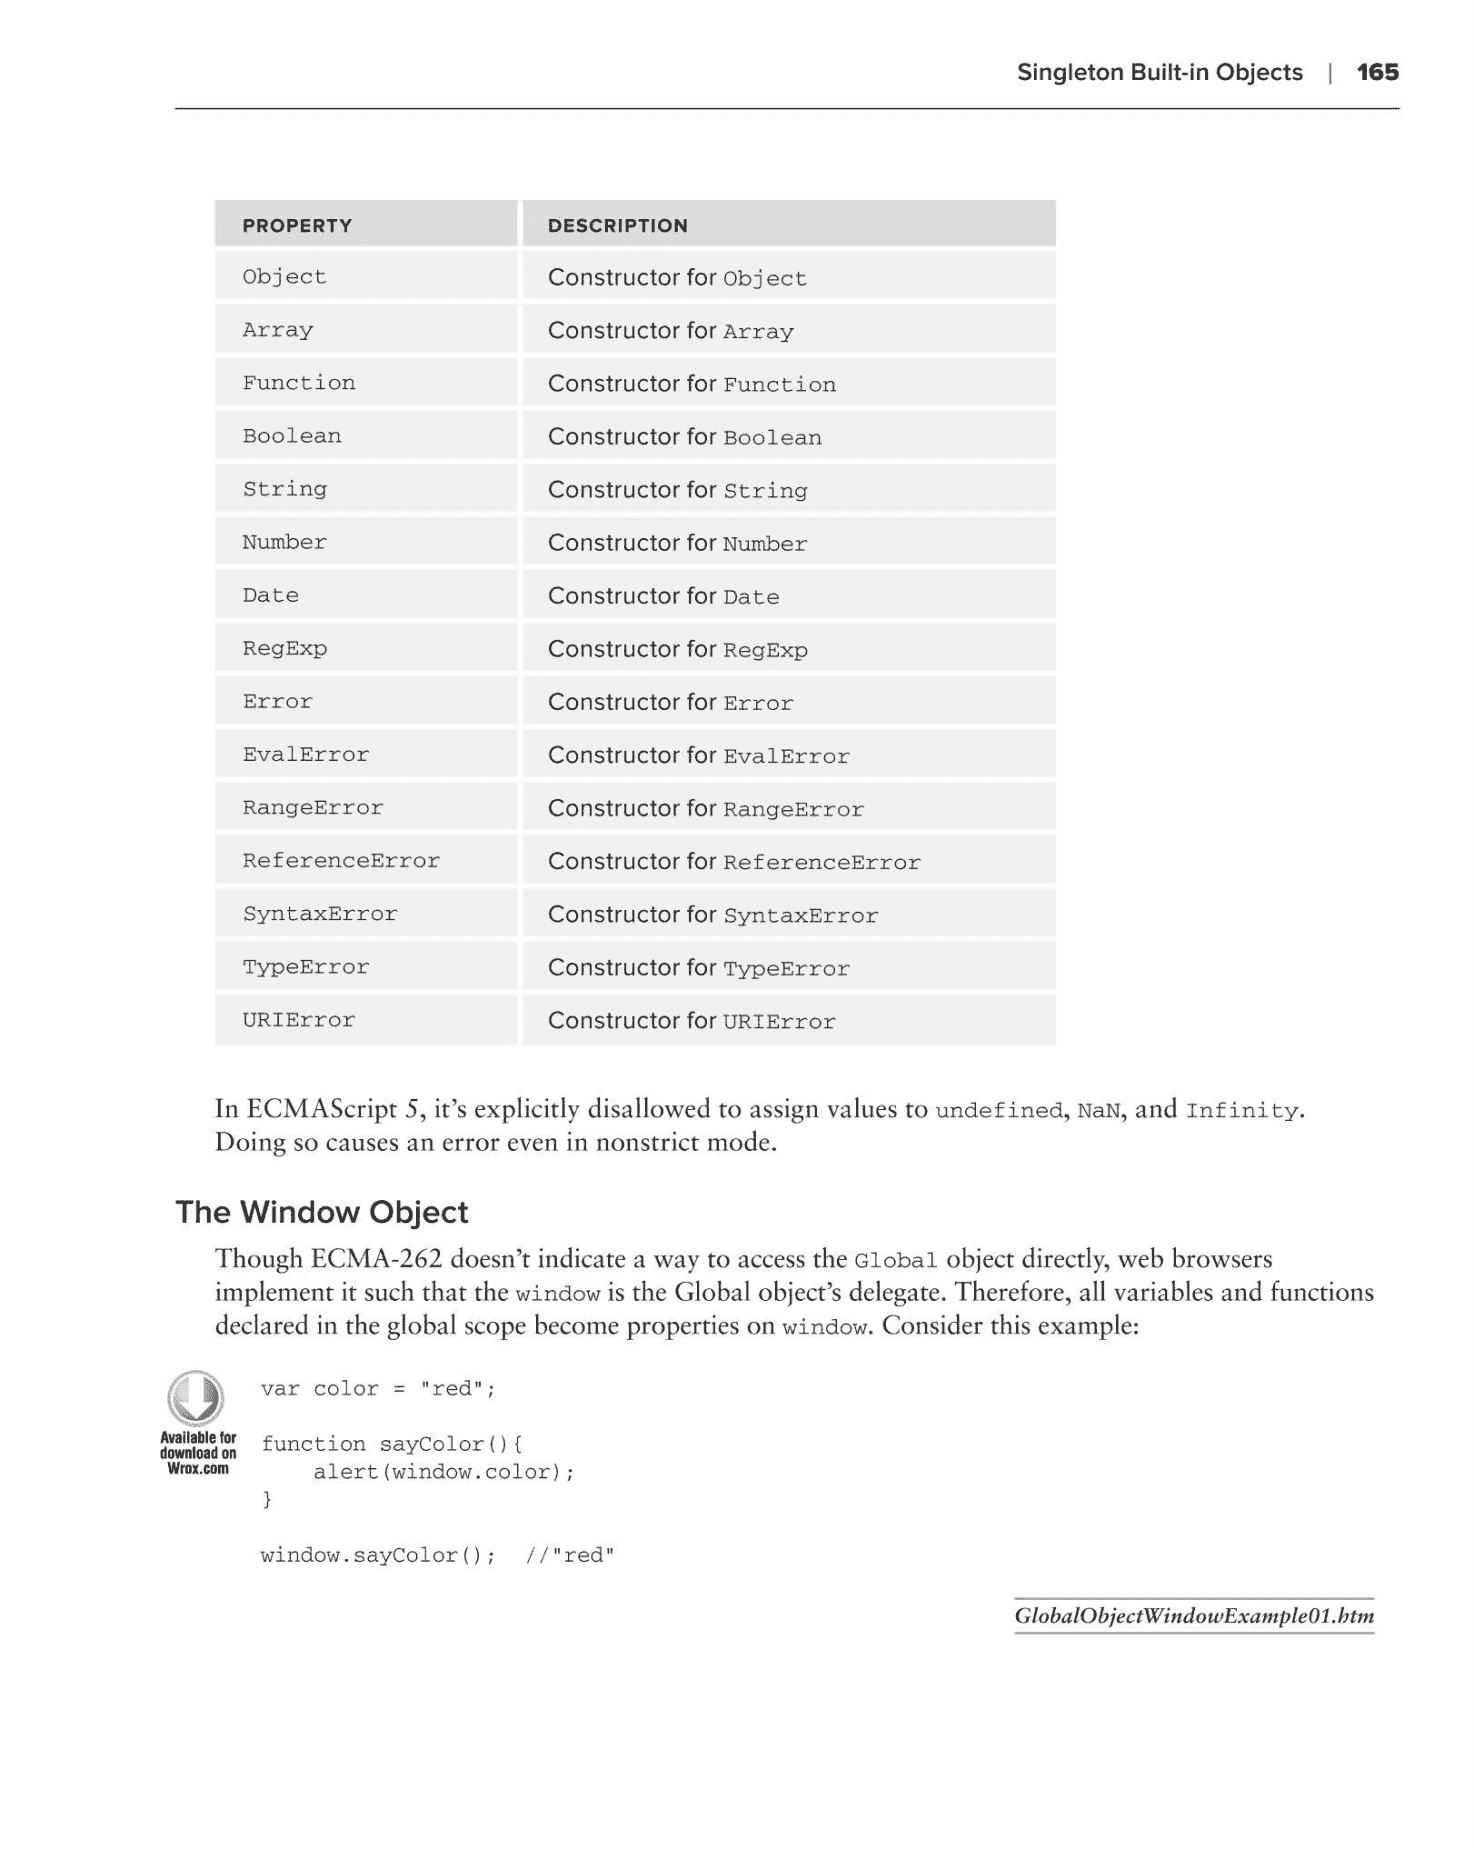 Singleton Built-in Objects | 165
PROPERTY DESCRIPTION
Object Constructor for Object
Array Constructor for Array
Function Constructor for Function
Boolean Constructor for Boolean
String Constructor for String
Number Constructor for Number
Date Constructor for Date
RegExp Constructor for RegExp
Error Constructor for Error
EvalError Constructor for EvalError
RangeError Constructor for RangeError
ReferenceError Constructor for ReferenceError
SyntaxError Constructor for SyntaxError
TypeError Constructor for TypeError
URIError Constructor for URIError
In ECMAScript 5, it’s explicitly disallowed to assign values to undefined, NaN, and Infinity.
Doing so causes an error even in nonstrict mode.
The Window Object
Though ECMA-262 doesn’t indicate a way to access the Global object directly, web browsers
implement it such that the window is the Global object’s delegate. Therefore, all variables and functions
declared in the global scope become properties on window. Consider this example:
var color = "red";
Available for
download on
Wrox.com
function sayColor(){
    alert(window.color);
}
window.sayColor();  //"red"
GlobalObjectWindowExample01.htm